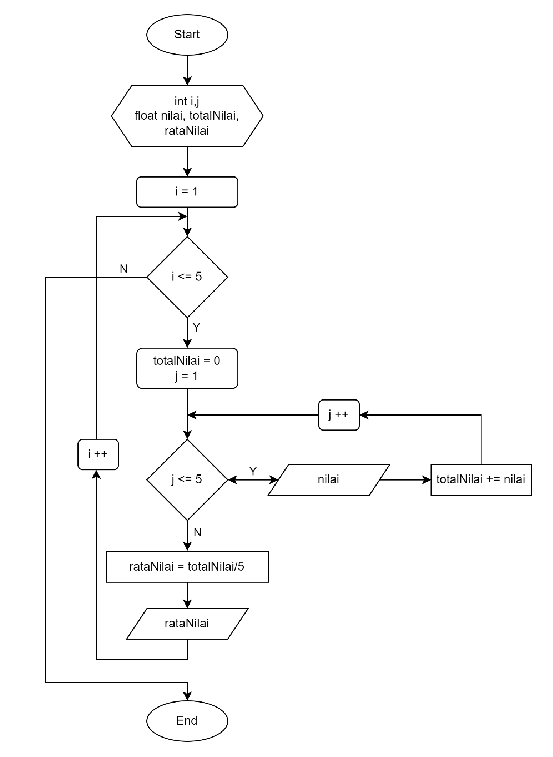 Start
int i,j
float nilai, totalNilai,
rataNilai
i = 1
N
i <= 5
Y
totalNilai = 0
j = 1
j ++
i ++
j <= 5
Y
nilai
totalNilai += nilai
N
rataNilai = totalNilai/5
rataNilai
End